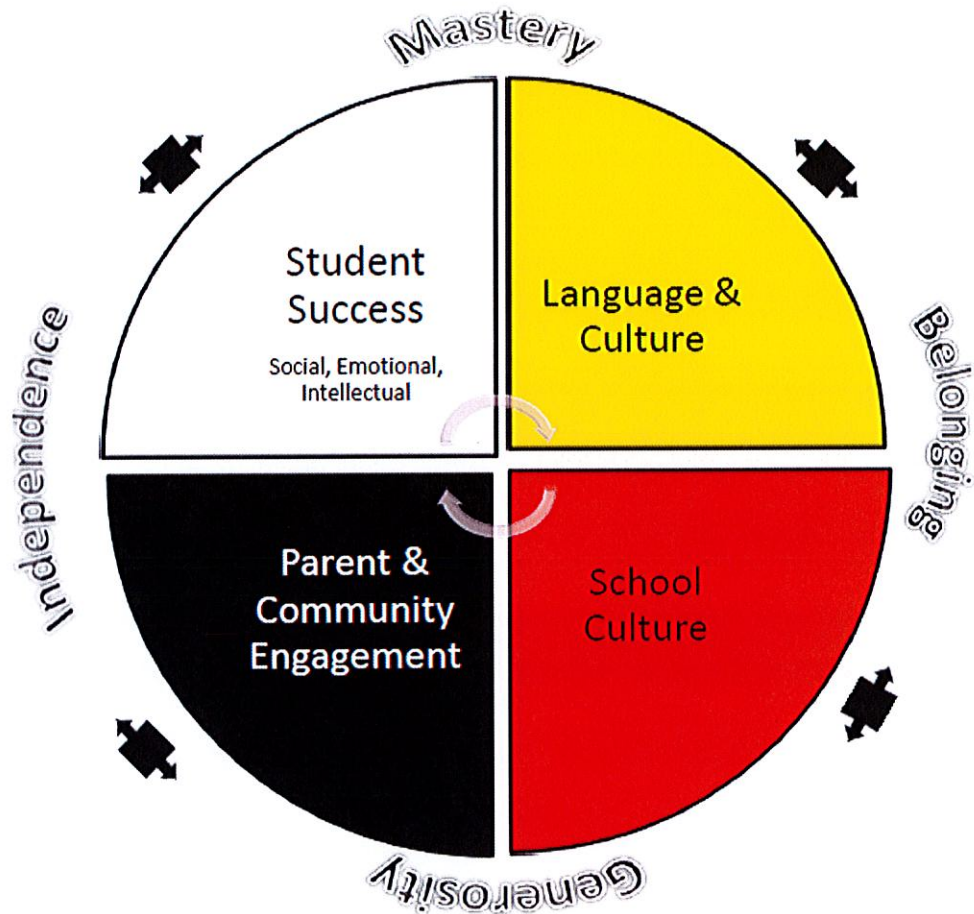 Mastery
Student
Success
Social, Emotional,
Intellectual
Language &
Culture
Independence
Belonging
Parent &
Community
Engagement
School
Culture
Generosity